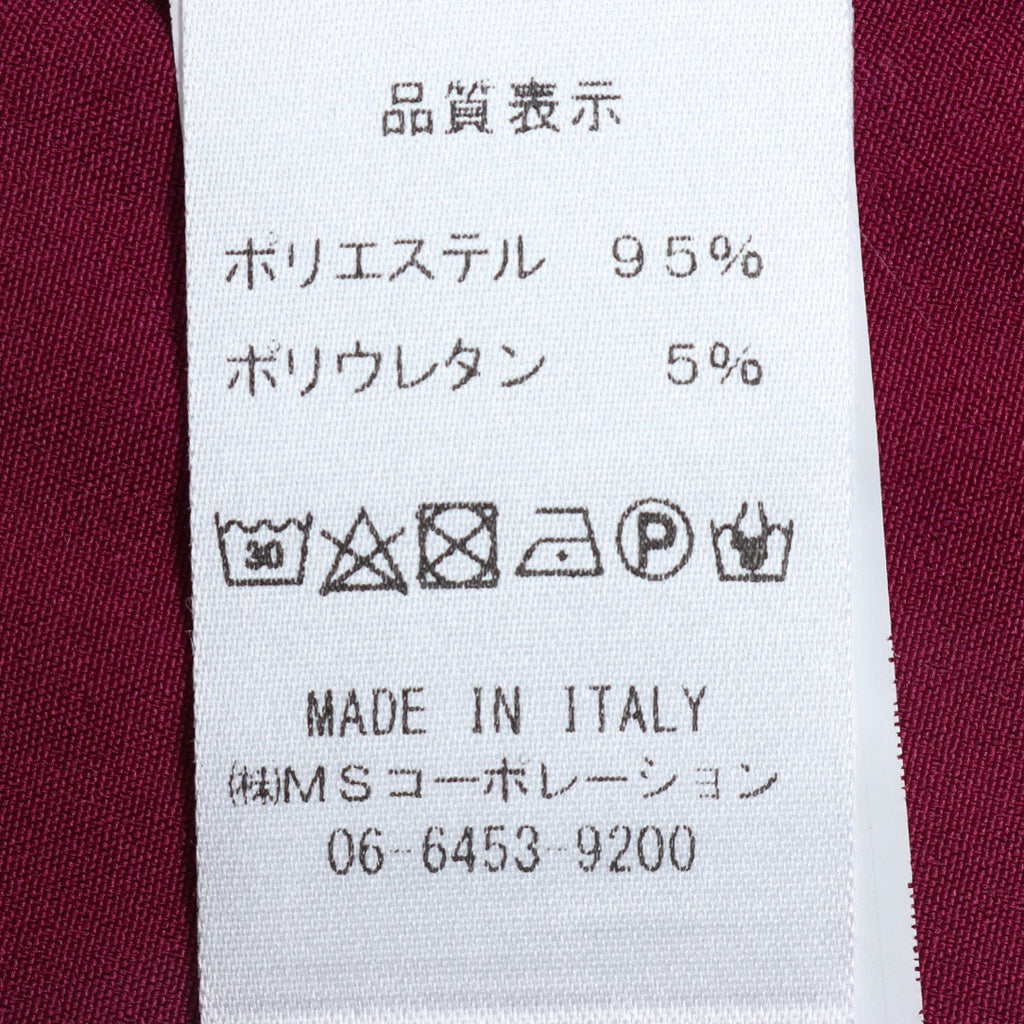 品質表示
ポリエステル 95%
ポリウレタン 5%
30 P
MADE IN ITALY
㈱MSコーポレーション
06-6453-9200